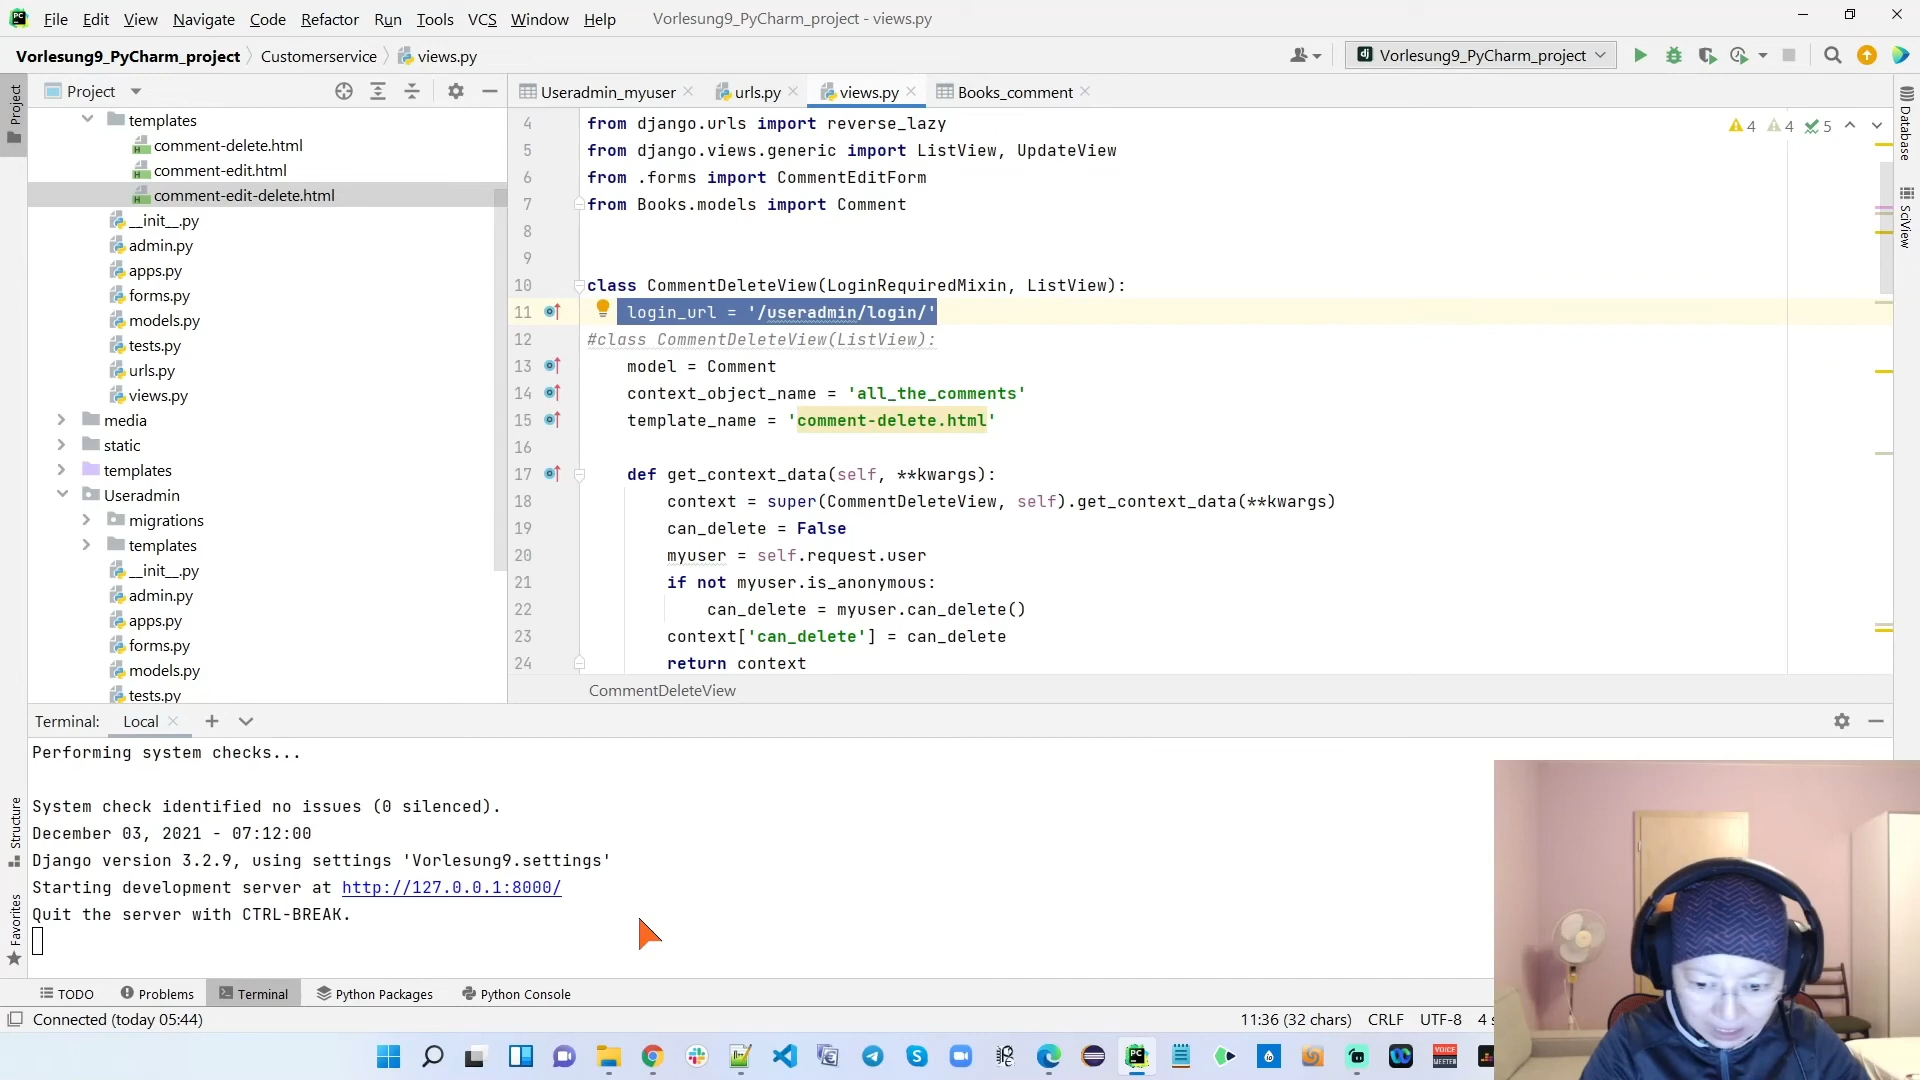 File Edit View Navigate Code Refactor Run Tools VCS Window Help Vorlesung9_PyCharm_project - views.py
Vorlesung9_PyCharm_project Customerservice views.py
Vorlesung9_PyCharm_project
Project
Useradmin_myuser urls.py views.py Books_comment
Project
Database
SciView
Structure
Favorites
templates
comment-delete.html
comment-edit.html
comment-edit-delete.html
__init__.py
admin.py
apps.py
forms.py
models.py
tests.py
urls.py
views.py
media
static
templates
Useradmin
migrations
templates
__init__.py
admin.py
apps.py
forms.py
models.py
tests.py
4 4 5
4 from django.urls import reverse_lazy
5 from django.views.generic import ListView, UpdateView
6 from .forms import CommentEditForm
7 from Books.models import Comment
8
9
10 class CommentDeleteView(LoginRequiredMixin, ListView):
11 login_url = '/useradmin/login/'
12 #class CommentDeleteView(ListView):
13 model = Comment
14 context_object_name = 'all_the_comments'
15 template_name = 'comment-delete.html'
16
17 def get_context_data(self, **kwargs):
18 context = super(CommentDeleteView, self).get_context_data(**kwargs)
19 can_delete = False
20 myuser = self.request.user
21 if not myuser.is_anonymous:
22 can_delete = myuser.can_delete()
23 context['can_delete'] = can_delete
24 return context
CommentDeleteView
Terminal: Local
Performing system checks...
System check identified no issues (0 silenced).
December 03, 2021 - 07:12:00
Django version 3.2.9, using settings 'Vorlesung9.settings'
Starting development server at http://127.0.0.1:8000/
Quit the server with CTRL-BREAK.
TODO Problems Terminal Python Packages Python Console
Connected (today 05:44) 11:36 (32 chars) CRLF UTF-8 4 s